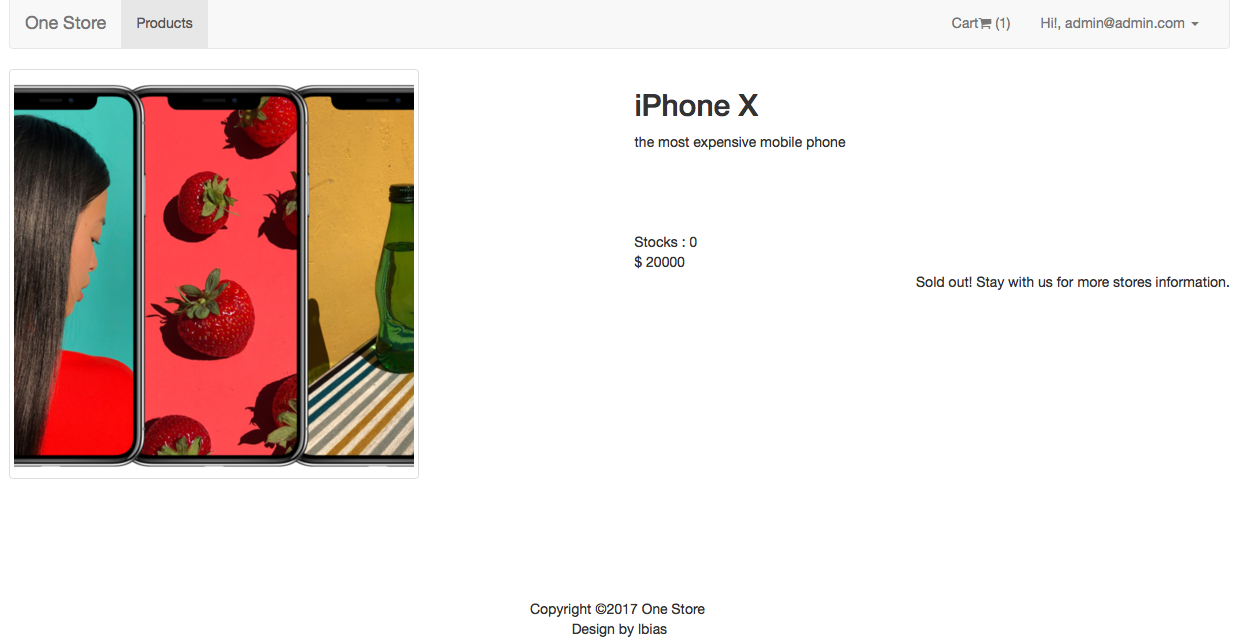 One Store
Products
Cart (1)
Hi!, admin@admin.com
iPhone X
the most expensive mobile phone
Stocks : 0
$ 20000
Sold out! Stay with us for more stores information.
Copyright ©2017 One Store
Design by lbias